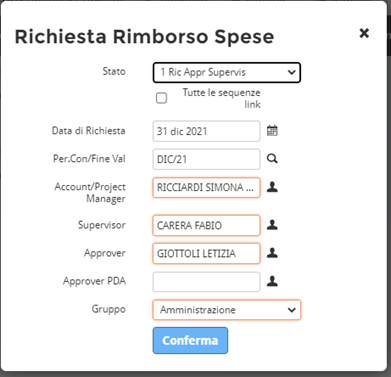 Richiesta Rimborso Spese
Stato 1 Ric Appr Supervis
Tutte le sequenze
link
Data di Richiesta 31 dic 2021
Per.Con/Fine Val DIC/21
Account/Project
Manager RICCIARDI SIMONA ...
Supervisor CARERA FABIO
Approver GIOTTOLI LETIZIA
Approver PDA
Gruppo Amministrazione
Conferma